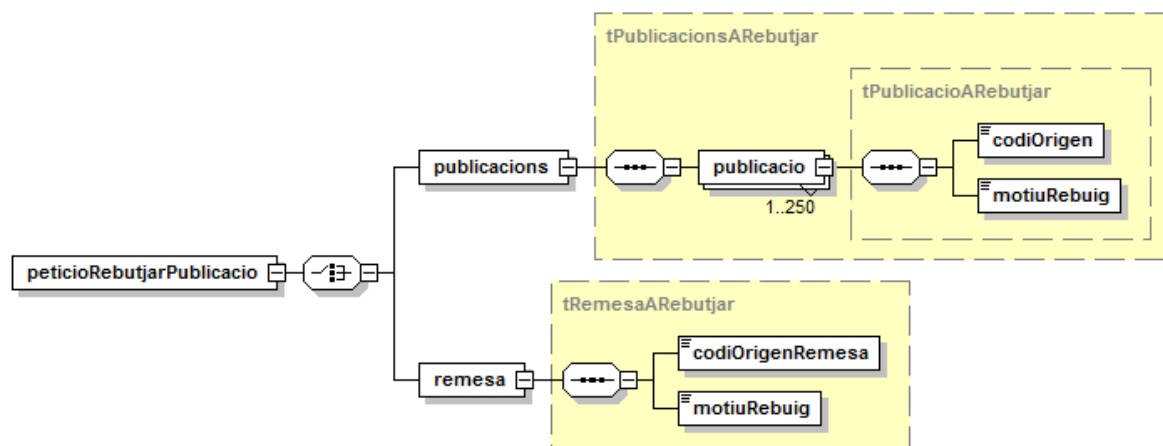 tPublicacionsARebutjar
tPublicacioARebutjar
codiOrigen
publicacions
publicacio
motiuRebuig
1..250
peticioRebutjarPublicacio
tRemesaARebutjar
codiOrigenRemesa
remesa
motiuRebuig